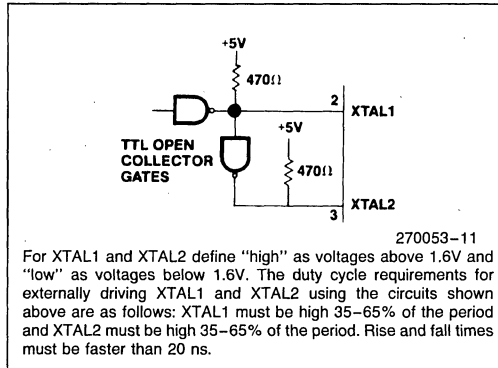 +5V
470Ω
2
XTAL1
TTL OPEN
COLLECTOR
GATES
+5V
470Ω
XTAL2
3
270053–11
For XTAL1 and XTAL2 define "high" as voltages above 1.6V and
"low" as voltages below 1.6V. The duty cycle requirements for
externally driving XTAL1 and XTAL2 using the circuits shown
above are as follows: XTAL1 must be high 35–65% of the period
and XTAL2 must be high 35–65% of the period. Rise and fall times
must be faster than 20 ns.